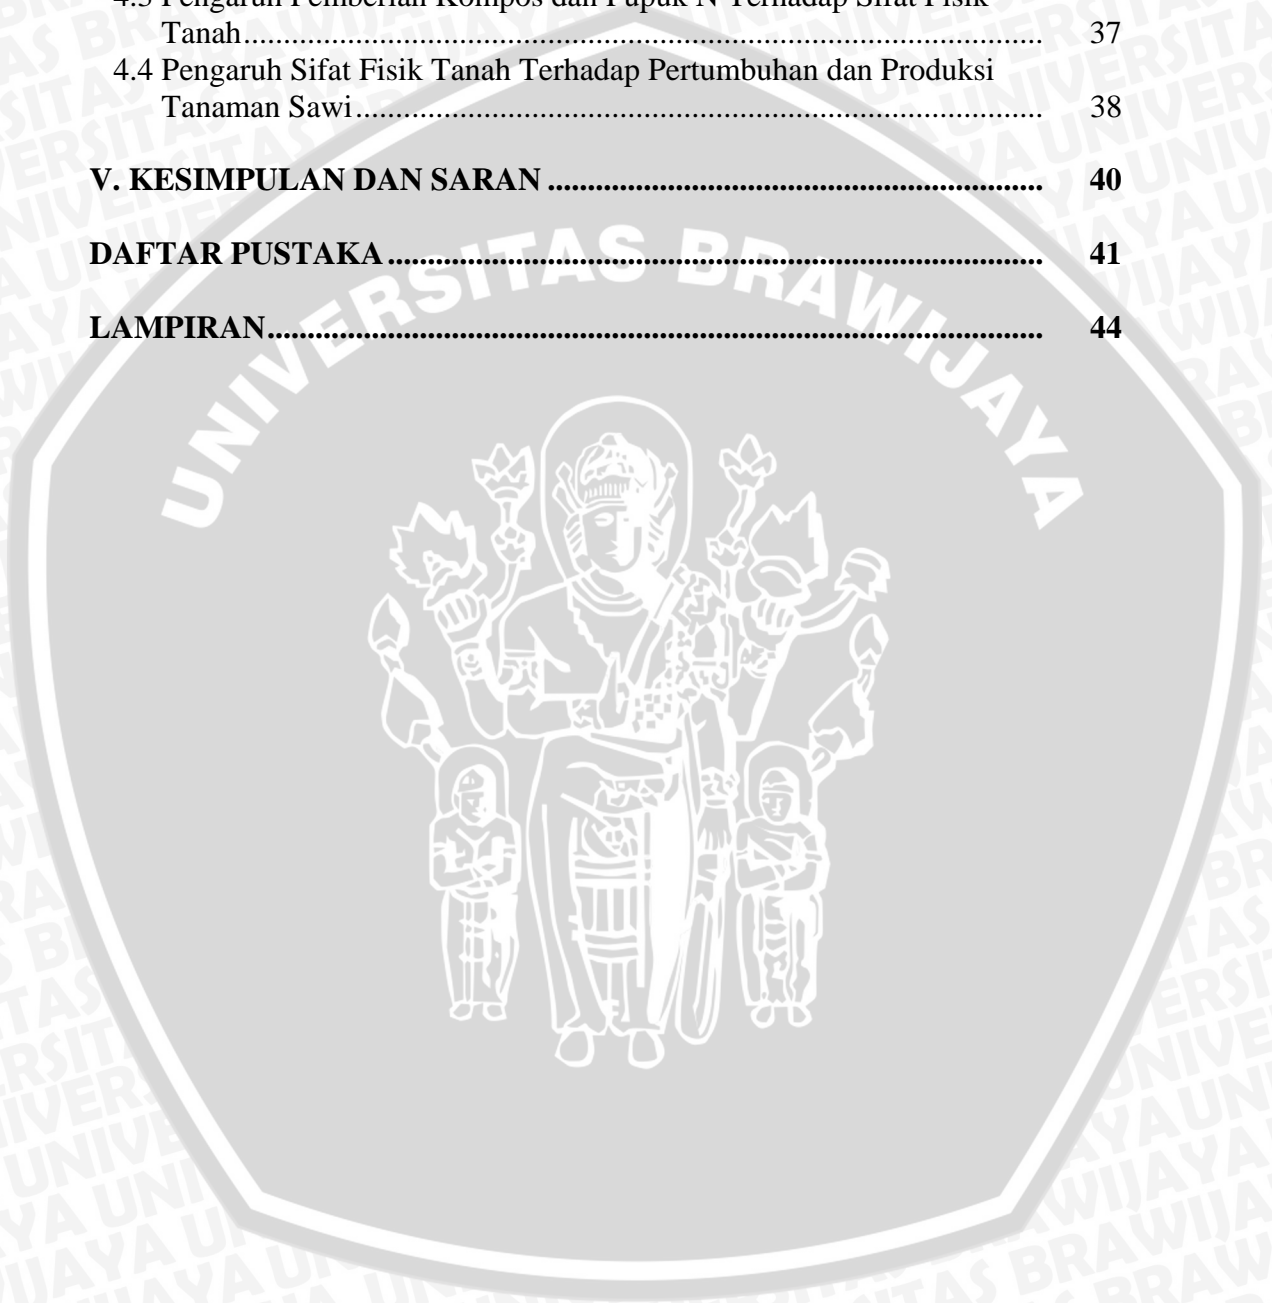 4.3 Pengaruh Pemberian Kompos dan Pupuk N Terhadap Sifat Fisik
Tanah.................................................................................................... 37
4.4 Pengaruh Sifat Fisik Tanah Terhadap Pertumbuhan dan Produksi
Tanaman Sawi...................................................................................... 38
V. KESIMPULAN DAN SARAN .............................................................. 40
DAFTAR PUSTAKA.................................................................................. 41
LAMPIRAN................................................................................................. 44
UNIVERSITAS BRAWIJAYA